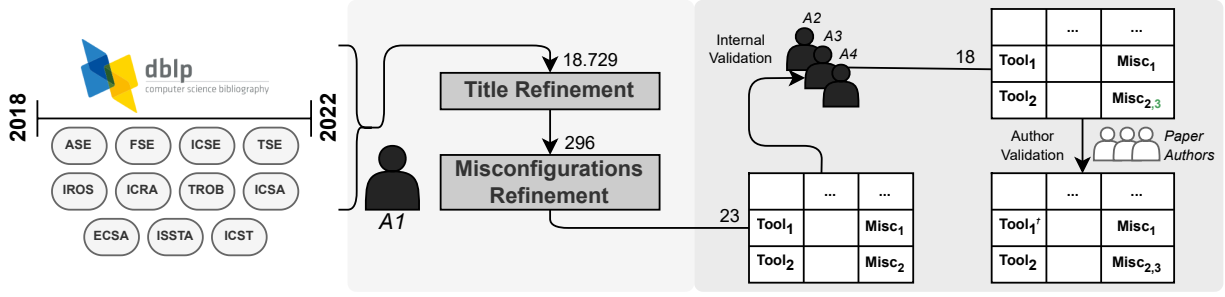 2018
dblp
computer science bibliography
2022
ASE FSE ICSE TSE
IROS ICRA TROB ICSA
ECSA ISSTA ICST
A1
18.729
Title Refinement
296
Misconfigurations
Refinement
23
... ...
Tool1 Misc1
Tool2 Misc2
Internal
Validation
A2
A3
A4
18
... ...
Tool1 Misc1
Tool2 Misc2,3
Author
Validation
Paper
Authors
... ...
Tool1† Misc1
Tool2 Misc2,3